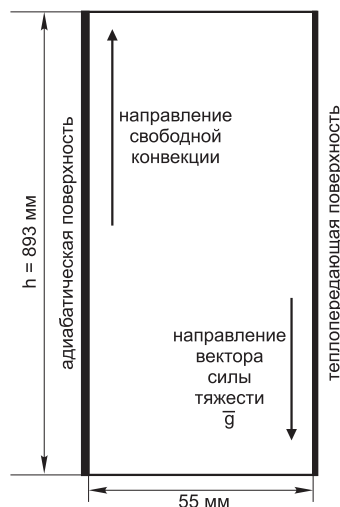 h = 893 мм
адиабатическая поверхность
направление
свободной
конвекции
теплопередающая поверхность
направление
вектора
силы
тяжести
g̅
55 мм